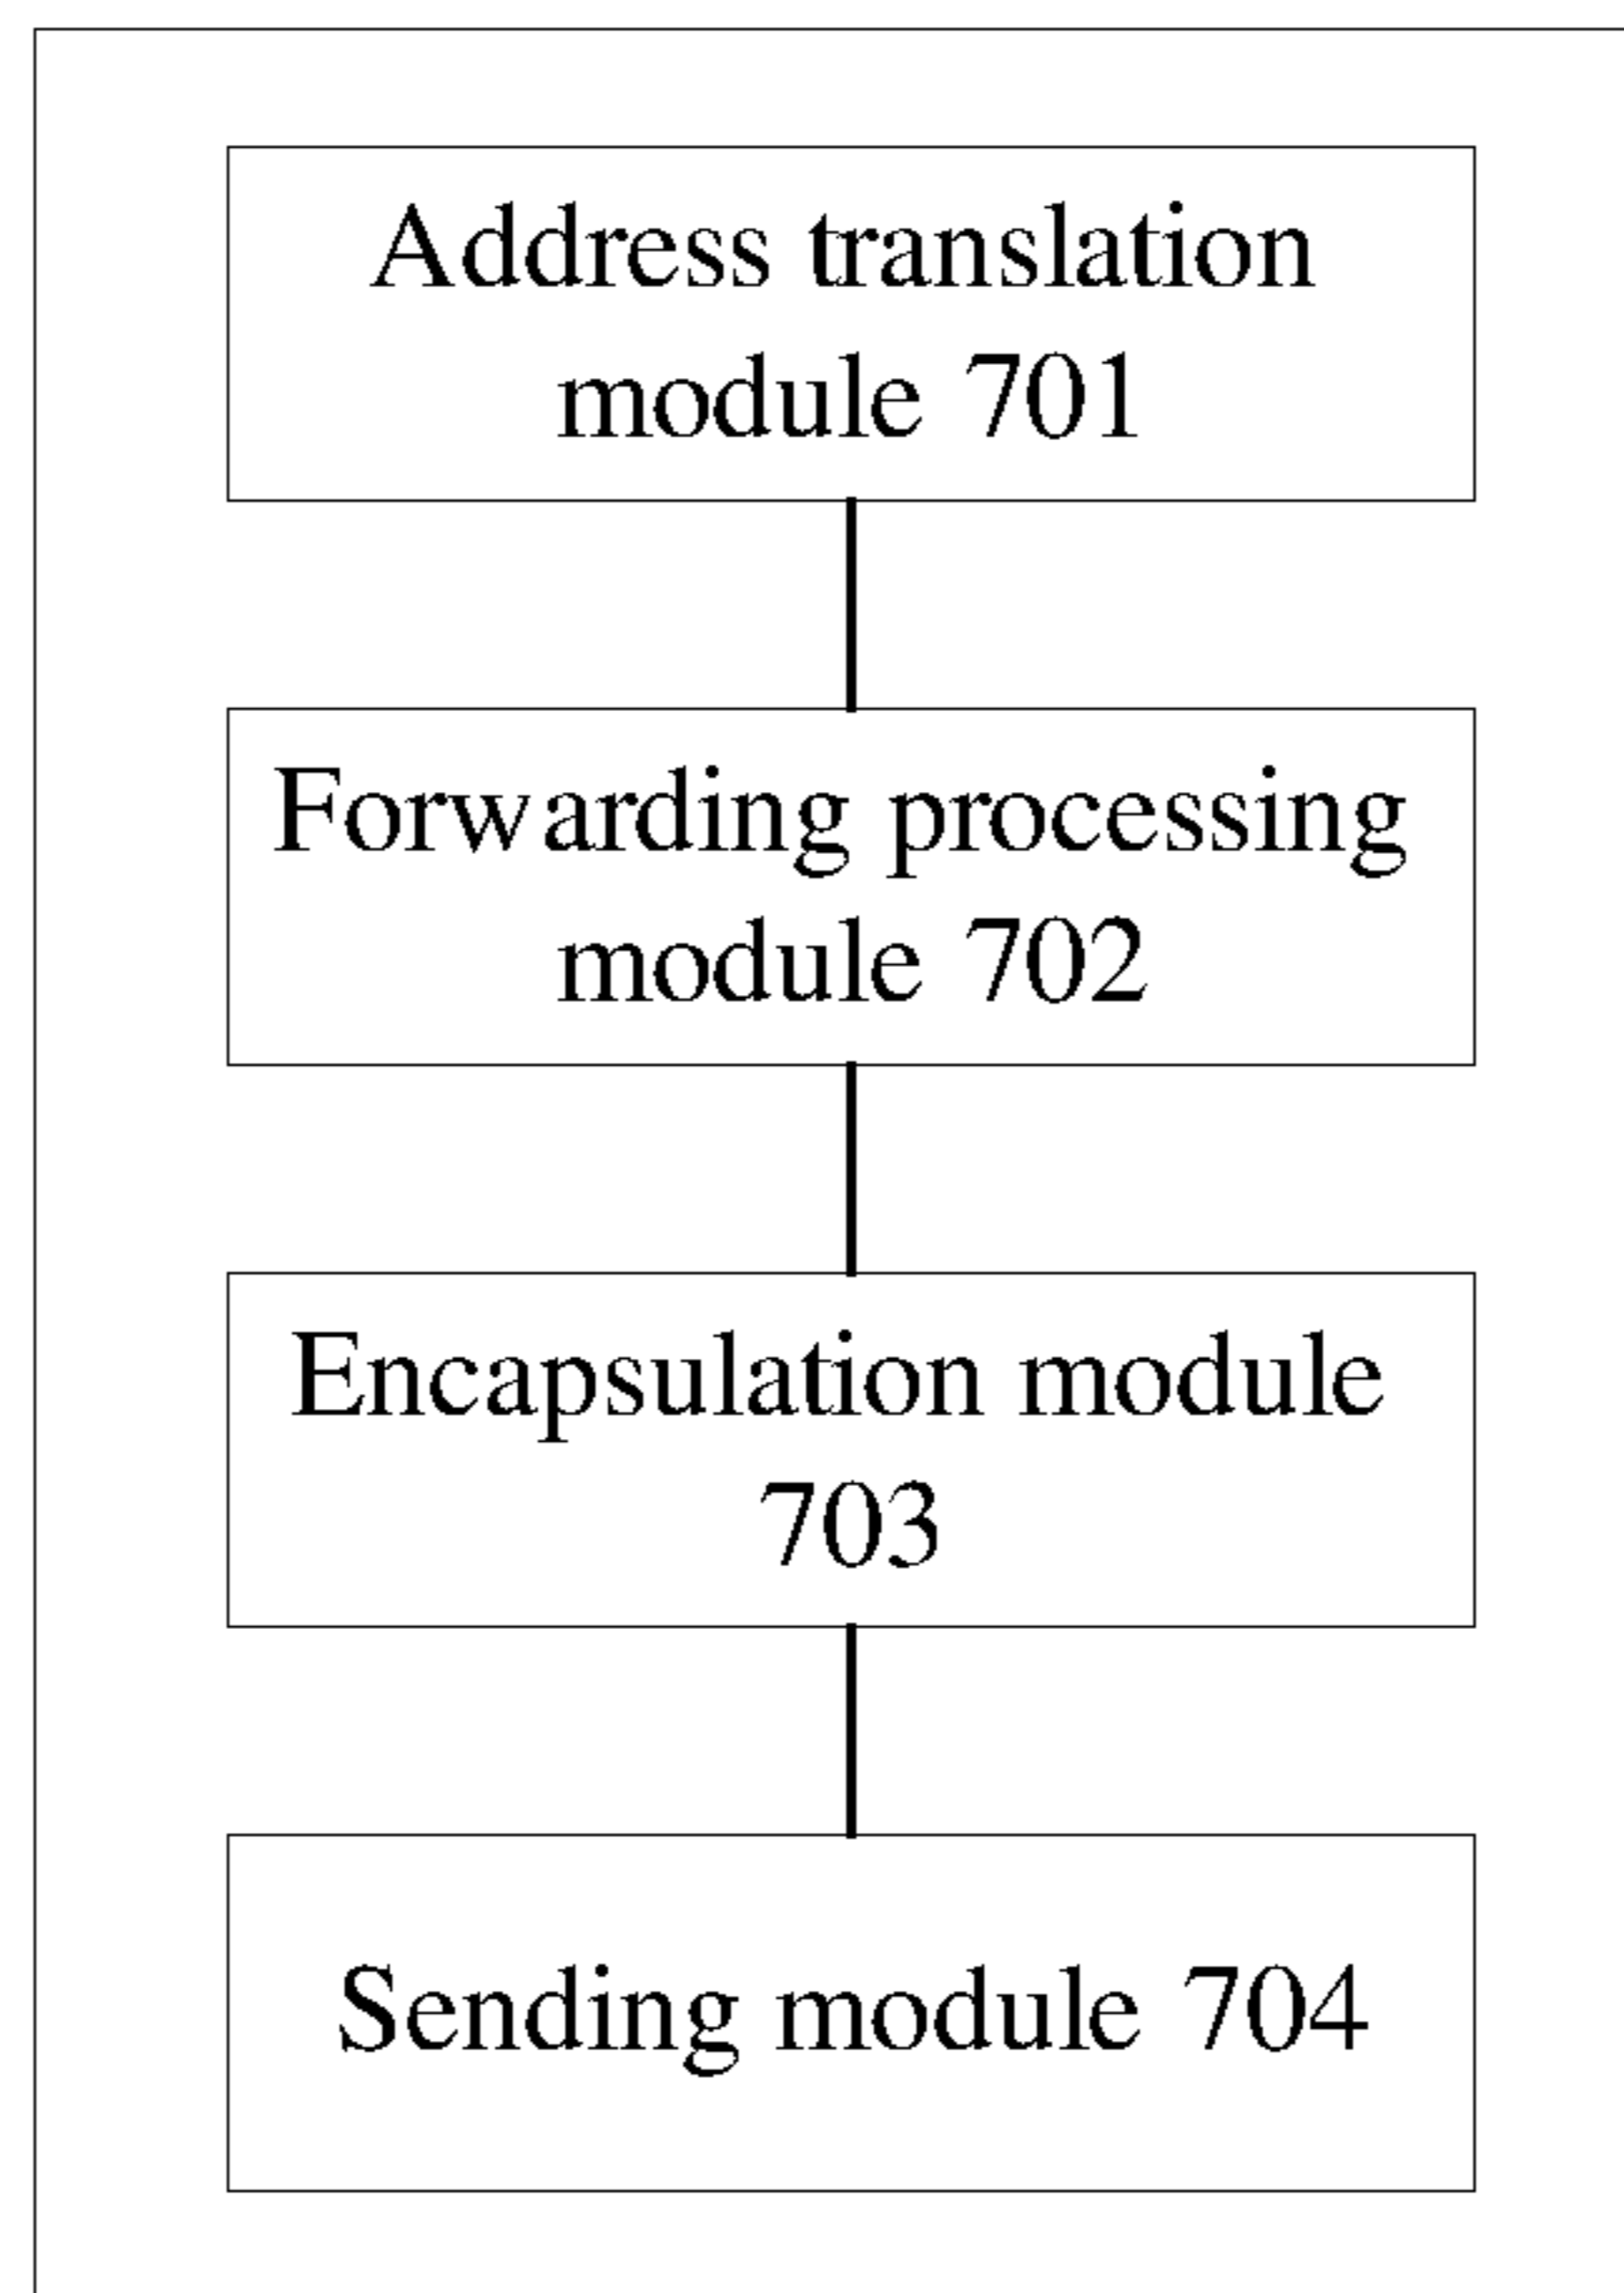 Address translation
module 701
Forwarding processing
module 702
Encapsulation module
703
Sending module 704